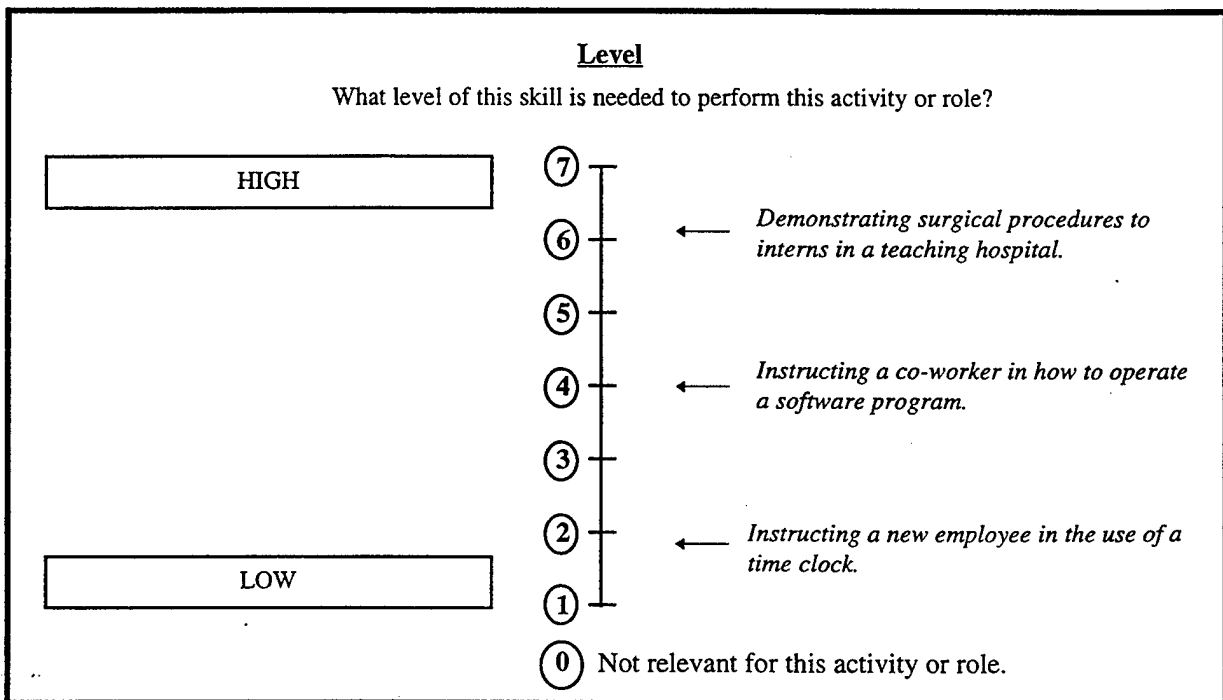 Level
What level of this skill is needed to perform this activity or role?
HIGH
7
6
Demonstrating surgical procedures to
interns in a teaching hospital.
5
4
Instructing a co-worker in how to operate
a software program.
3
2
Instructing a new employee in the use of a
time clock.
LOW
1
0 Not relevant for this activity or role.